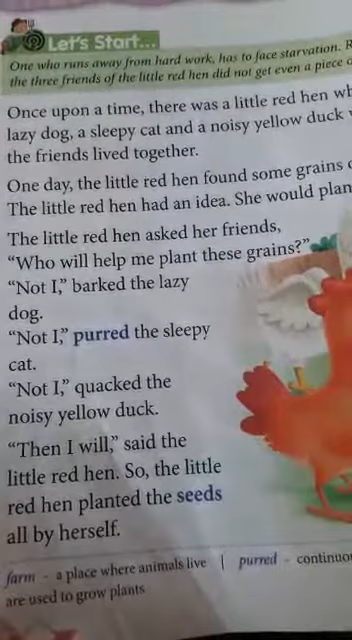 Let's Start...
One who runs away from hard work, has to face starvation.
the three friends of the little red hen did not get even a piece
Once upon a time, there was a little red hen
lazy dog, a sleepy cat and a noisy yellow duck
the friends lived together.
One day, the little red hen found some grains
The little red hen had an idea. She would plan
The little red hen asked her friends,
“Who will help me plant these grains?”
“Not I,” barked the lazy
dog.
“Not I,” purred the sleepy
cat.
“Not I,” quacked the
noisy yellow duck.
“Then I will,” said the
little red hen. So, the little
red hen planted the seeds
all by herself.
farm - a place where animals live | purred - continuo
are used to grow plants